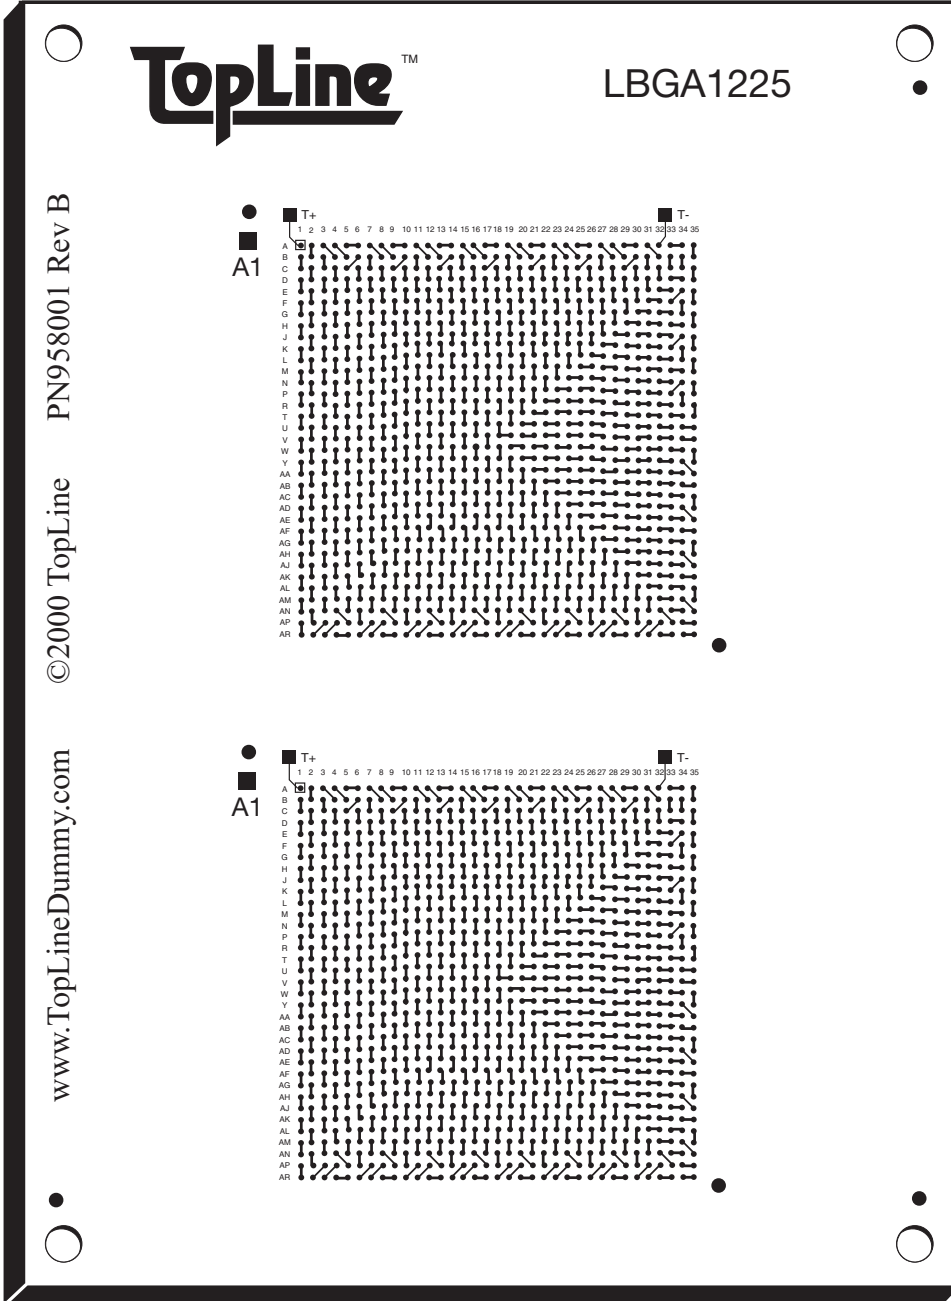 TopLine™
LBGA1225
PN958001 Rev B
©2000 TopLine
www.TopLineDummy.com
T+
T-
A1
1 2 3 4 5 6 7 8 9 10 11 12 13 14 15 16 17 18 19 20 21 22 23 24 25 26 27 28 29 30 31 32 33 34 35
A
B
C
D
E
F
G
H
J
K
L
M
N
P
R
T
U
V
W
Y
AA
AB
AC
AD
AE
AF
AG
AH
AJ
AK
AL
AM
AN
AP
AR
T+
T-
A1
1 2 3 4 5 6 7 8 9 10 11 12 13 14 15 16 17 18 19 20 21 22 23 24 25 26 27 28 29 30 31 32 33 34 35
A
B
C
D
E
F
G
H
J
K
L
M
N
P
R
T
U
V
W
Y
AA
AB
AC
AD
AE
AF
AG
AH
AJ
AK
AL
AM
AN
AP
AR